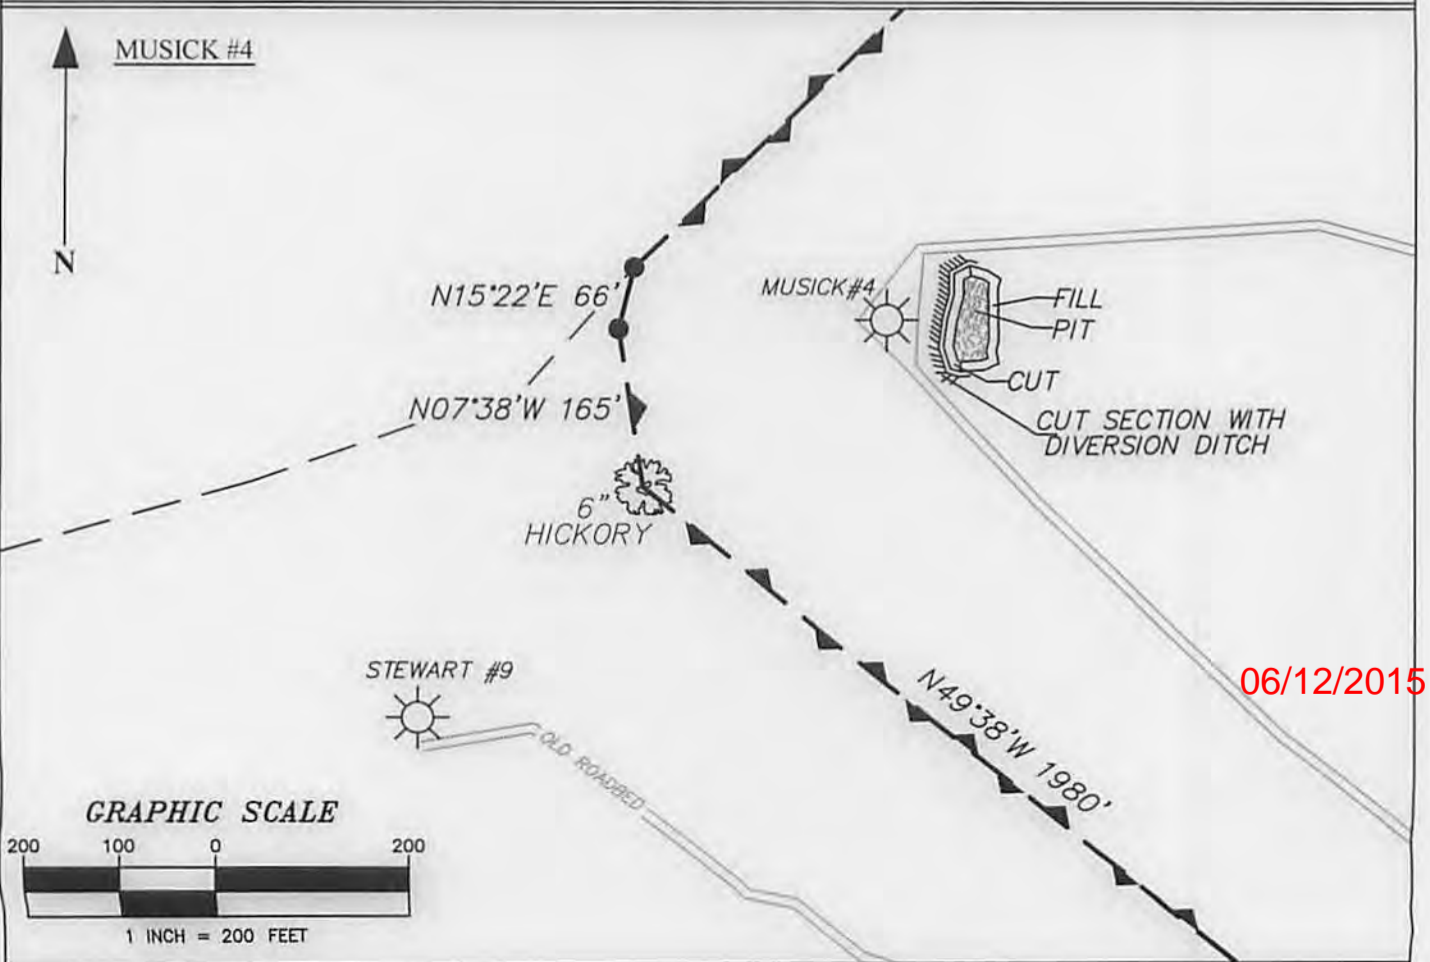 MUSICK #4
N
N15°22'E 66'
MUSICK#4
FILL
PIT
CUT
N07°38'W 165'
CUT SECTION WITH
DIVERSION DITCH
6"
HICKORY
STEWART #9
06/12/2015
N49°38'W 1980'
OLD ROADBED
GRAPHIC SCALE
200 100 0 200
1 INCH = 200 FEET